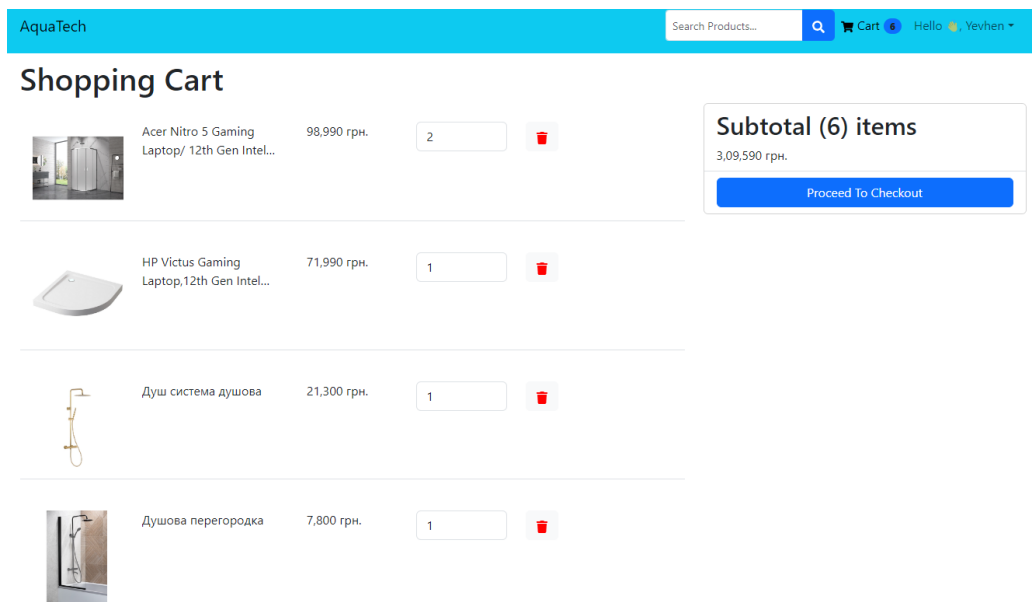 AquaTech
Search Products...
Cart 6
Hello 👋, Yevhen
Shopping Cart
Acer Nitro 5 Gaming
Laptop/ 12th Gen Intel...
98,990 грн.
2
HP Victus Gaming
Laptop,12th Gen Intel...
71,990 грн.
1
Душ система душова
21,300 грн.
1
Душова перегородка
7,800 грн.
1
Subtotal (6) items
3,09,590 грн.
Proceed To Checkout